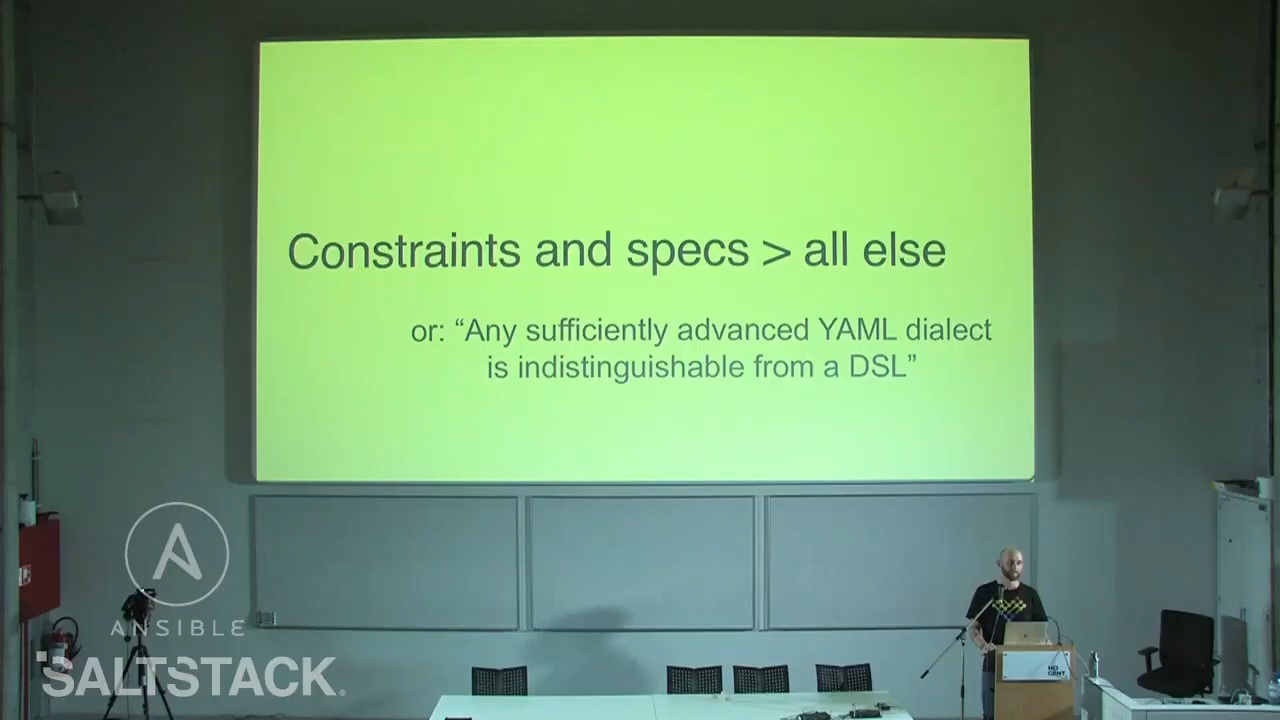 Constraints and specs > all else
or: “Any sufficiently advanced YAML dialect
is indistinguishable from a DSL”
ANSIBLE
SALTSTACK